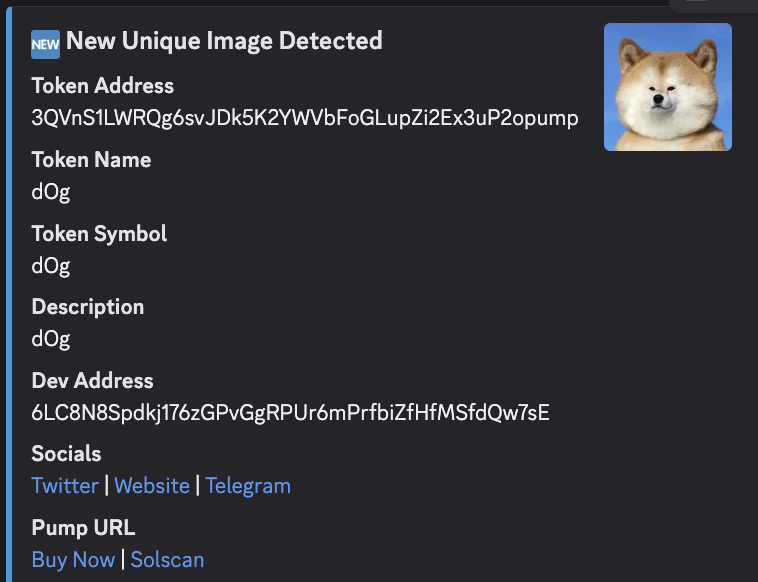 NEW New Unique Image Detected
Token Address
3QVnS1LWRQg6svJDk5K2YWVbFoGLupZi2Ex3uP2opump
Token Name
dOg
Token Symbol
dOg
Description
dOg
Dev Address
6LC8N8Spdkj176zGPvGgRPUr6mPrfbiZfHfMSfdQw7sE
Socials
Twitter | Website | Telegram
Pump URL
Buy Now | Solscan